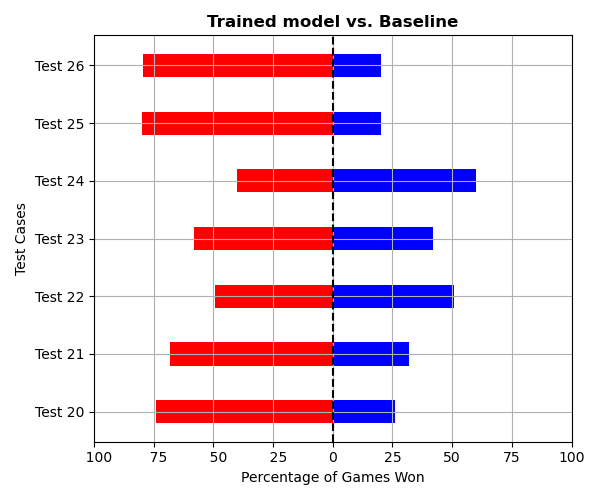 Trained model vs. Baseline
Test Cases
Test 26
Test 25
Test 24
Test 23
Test 22
Test 21
Test 20
100 75 50 25 0 25 50 75 100
Percentage of Games Won